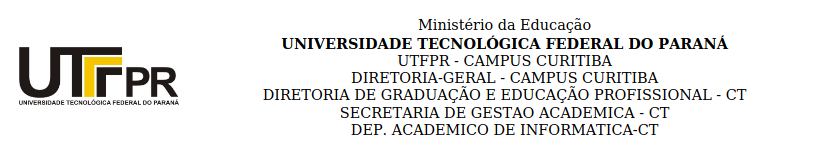 UTFPR
UNIVERSIDADE TECNOLÓGICA FEDERAL DO PARANÁ
Ministério da Educação
UNIVERSIDADE TECNOLÓGICA FEDERAL DO PARANÁ
UTFPR - CAMPUS CURITIBA
DIRETORIA-GERAL - CAMPUS CURITIBA
DIRETORIA DE GRADUAÇÃO E EDUCAÇÃO PROFISSIONAL - CT
SECRETARIA DE GESTAO ACADEMICA - CT
DEP. ACADEMICO DE INFORMATICA-CT